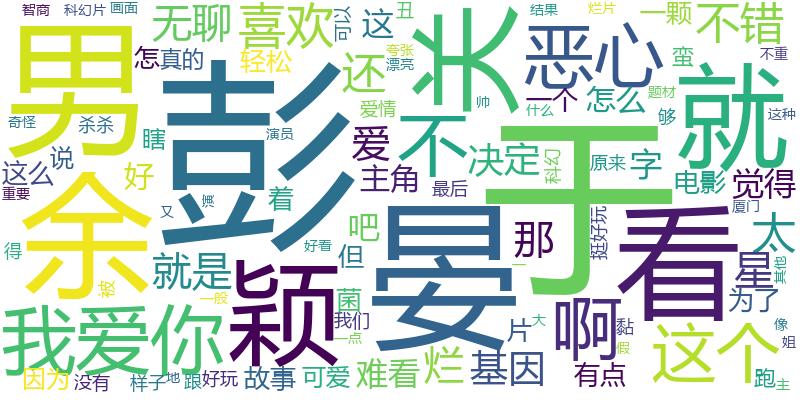 智商 科幻片 画面 无聊 喜欢 可以 这 丑 夸张 漂亮 关 结果 烂片 一颗 不错
男 怎 真的 轻松 还 恶心 蛮 不重
彭 爱情 帅 一个 什么 怎么 题材 够 这种 就
奇怪 杀杀 瞎 演员 爱 不 决定 于 科幻 原来 字
这么 说 好 主角 最后 电影 觉得
重要 余 又 着 晏 那 挺好玩 看 厦门 太
得 就是 好看 吧 但 星 其他
被 一般 颖 菌 一 为了
我爱你 我们 啊 片 大 黏 像 姐
一点 假 这个
因为 没有 样子 地 跟 好玩 故事 可爱 难看 烂 基因 有点 跑 主